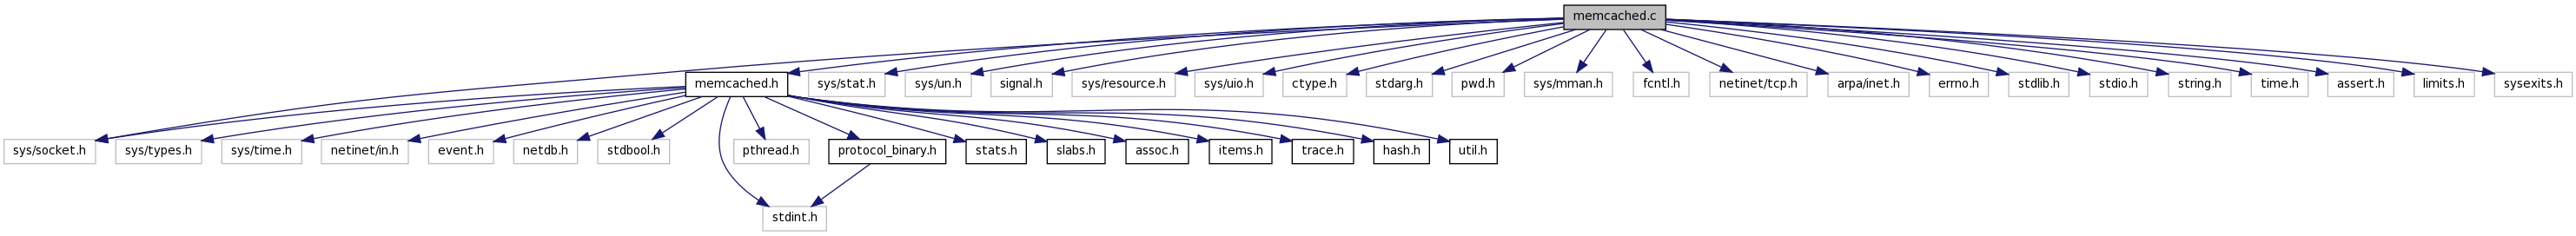 memcached.c
memcached.h
sys/stat.h
sys/un.h
signal.h
sys/resource.h
sys/uio.h
ctype.h
stdarg.h
pwd.h
sys/mman.h
fcntl.h
netinet/tcp.h
arpa/inet.h
errno.h
stdlib.h
stdio.h
string.h
time.h
assert.h
limits.h
sysexits.h
sys/socket.h
sys/types.h
sys/time.h
netinet/in.h
event.h
netdb.h
stdbool.h
pthread.h
protocol_binary.h
stats.h
slabs.h
assoc.h
items.h
trace.h
hash.h
util.h
stdint.h